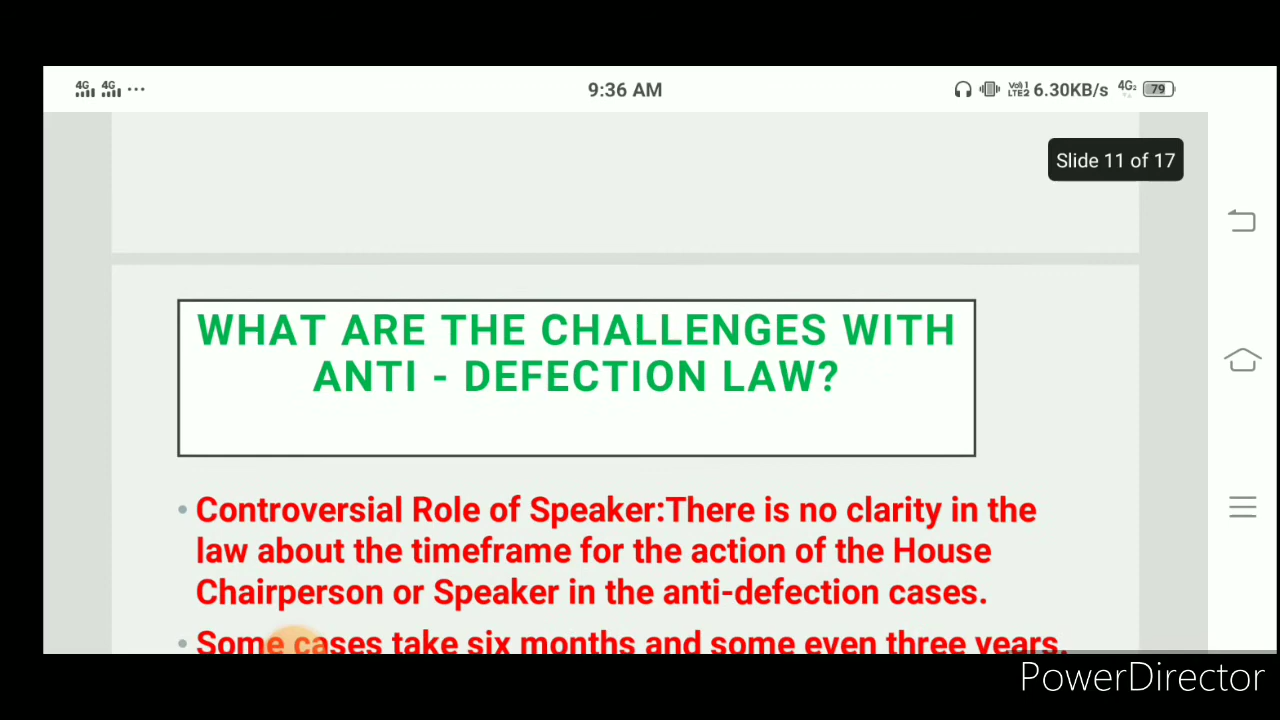 4G 4G ... 9:36 AM 6.30KB/s 4G2 79
Slide 11 of 17
WHAT ARE THE CHALLENGES WITH
ANTI - DEFECTION LAW?
• Controversial Role of Speaker:There is no clarity in the
law about the timeframe for the action of the House
Chairperson or Speaker in the anti-defection cases.
• Some cases take six months and some even three years.
PowerDirector